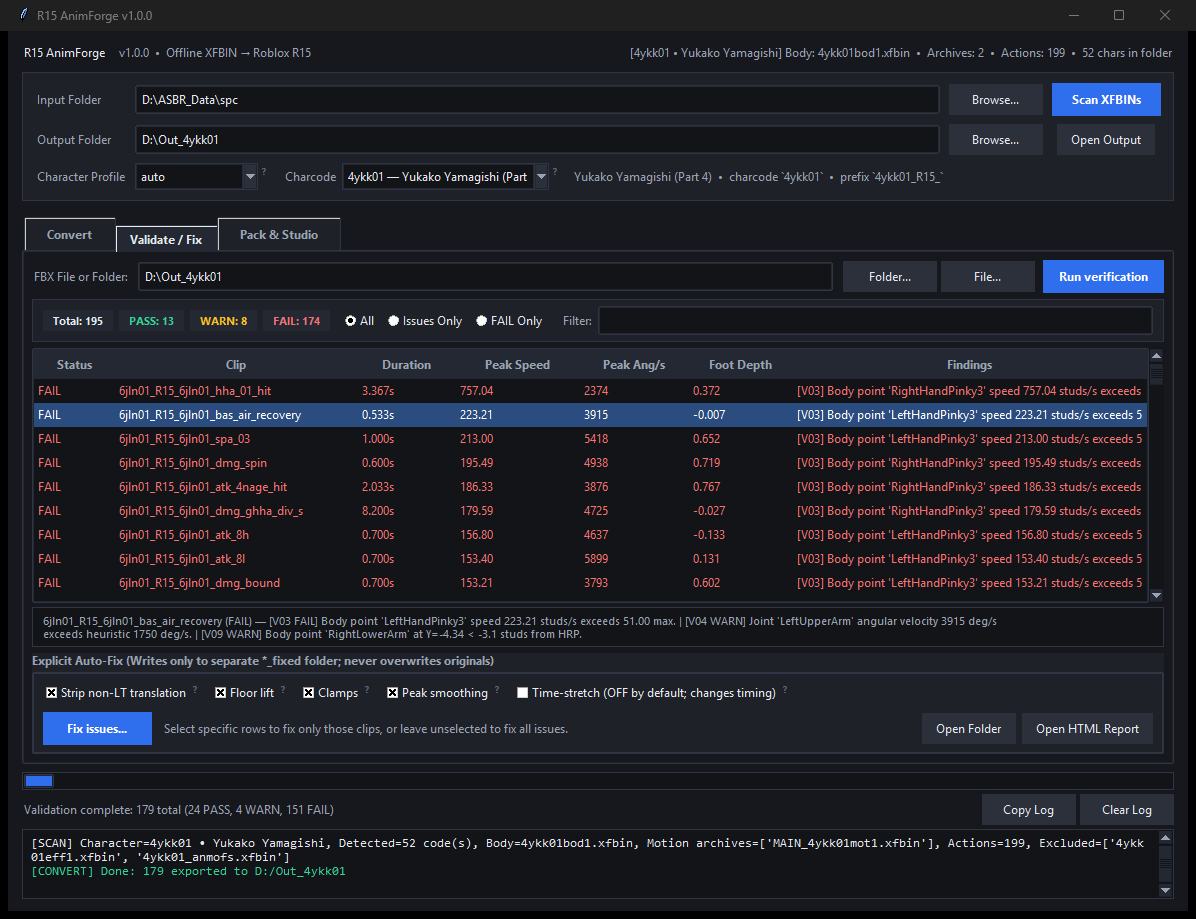 R15 AnimForge v1.0.0
R15 AnimForge v1.0.0 • Offline XFBIN → Roblox R15 [4ykk01 • Yukako Yamagishi] Body: 4ykk01bod1.xfbin • Archives: 2 • Actions: 199 • 52 chars in folder
Input Folder D:\ASBR_Data\spc Browse... Scan XFBINs
Output Folder D:\Out_4ykk01 Browse... Open Output
Character Profile auto ? Charcode 4ykk01 — Yukako Yamagishi (Part ? Yukako Yamagishi (Part 4) • charcode `4ykk01` • prefix `4ykk01_R15_`
Convert Validate / Fix Pack & Studio
FBX File or Folder: D:\Out_4ykk01 Folder... File... Run verification
Total: 195 PASS: 13 WARN: 8 FAIL: 174 All Issues Only FAIL Only Filter:
Status Clip Duration Peak Speed Peak Ang/s Foot Depth Findings
FAIL 6jln01_R15_6jln01_hha_01_hit 3.367s 757.04 2374 0.372 [V03] Body point 'RightHandPinky3' speed 757.04 studs/s exceeds
FAIL 6jln01_R15_6jln01_bas_air_recovery 0.533s 223.21 3915 -0.007 [V03] Body point 'LeftHandPinky3' speed 223.21 studs/s exceeds 5
FAIL 6jln01_R15_6jln01_spa_03 1.000s 213.00 5418 0.652 [V03] Body point 'LeftHandPinky3' speed 213.00 studs/s exceeds 5
FAIL 6jln01_R15_6jln01_dmg_spin 0.600s 195.49 4938 0.719 [V03] Body point 'RightHandPinky3' speed 195.49 studs/s exceeds
FAIL 6jln01_R15_6jln01_atk_4nage_hit 2.033s 186.33 3876 0.767 [V03] Body point 'RightHandPinky3' speed 186.33 studs/s exceeds
FAIL 6jln01_R15_6jln01_dmg_ghha_div_s 8.200s 179.59 4725 -0.027 [V03] Body point 'RightHandPinky3' speed 179.59 studs/s exceeds
FAIL 6jln01_R15_6jln01_atk_8h 0.700s 156.80 4637 -0.133 [V03] Body point 'LeftHandPinky3' speed 156.80 studs/s exceeds 5
FAIL 6jln01_R15_6jln01_atk_8l 0.700s 153.40 5899 0.131 [V03] Body point 'LeftHandPinky3' speed 153.40 studs/s exceeds 5
FAIL 6jln01_R15_6jln01_dmg_bound 0.700s 153.21 3793 0.602 [V03] Body point 'LeftHandPinky3' speed 153.21 studs/s exceeds 5
6jln01_R15_6jln01_bas_air_recovery (FAIL) — [V03 FAIL] Body point 'LeftHandPinky3' speed 223.21 studs/s exceeds 51.00 max. | [V04 WARN] Joint 'LeftUpperArm' angular velocity 3915 deg/s
exceeds heuristic 1750 deg/s. | [V09 WARN] Body point 'RightLowerArm' at Y=-4.34 < -3.1 studs from HRP.
Explicit Auto-Fix (Writes only to separate *_fixed folder; never overwrites originals)
Strip non-LT translation ? Floor lift ? Clamps ? Peak smoothing ? Time-stretch (OFF by default; changes timing) ?
Fix issues... Select specific rows to fix only those clips, or leave unselected to fix all issues. Open Folder Open HTML Report
Validation complete: 179 total (24 PASS, 4 WARN, 151 FAIL) Copy Log Clear Log
[SCAN] Character=4ykk01 • Yukako Yamagishi, Detected=52 code(s), Body=4ykk01bod1.xfbin, Motion archives=['MAIN_4ykk01mot1.xfbin'], Actions=199, Excluded=['4ykk
01eff1.xfbin', '4ykk01_anmofs.xfbin']
[CONVERT] Done: 179 exported to D:/Out_4ykk01